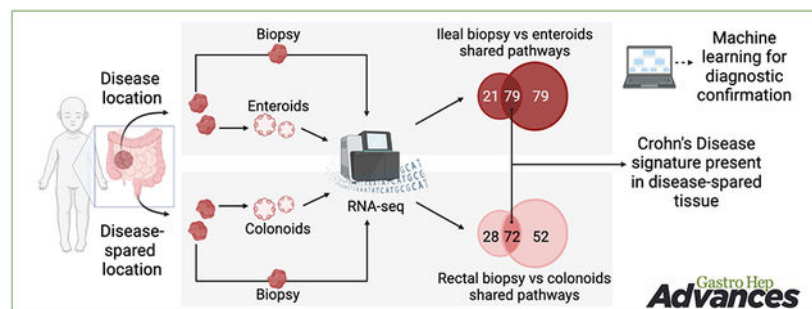 Biopsy
Disease
location
Enteroids
Disease-
spared
location
Colonoids
Biopsy
RNA-seq
Ileal biopsy vs enteroids
shared pathways
21 79 79
28 72 52
Rectal biopsy vs colonoids
shared pathways
Machine
learning for
diagnostic
confirmation
Crohn's Disease
signature present
in disease-spared
tissue
Gastro Hep
Advances